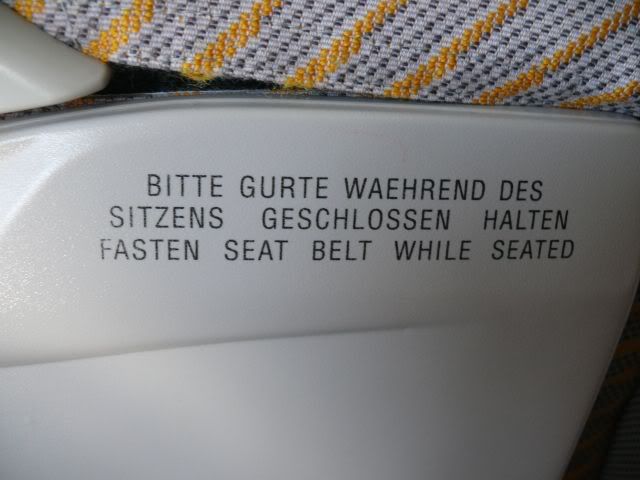 BITTE GURTE WAEHREND DES
SITZENS GESCHLOSSEN HALTEN
FASTEN SEAT BELT WHILE SEATED